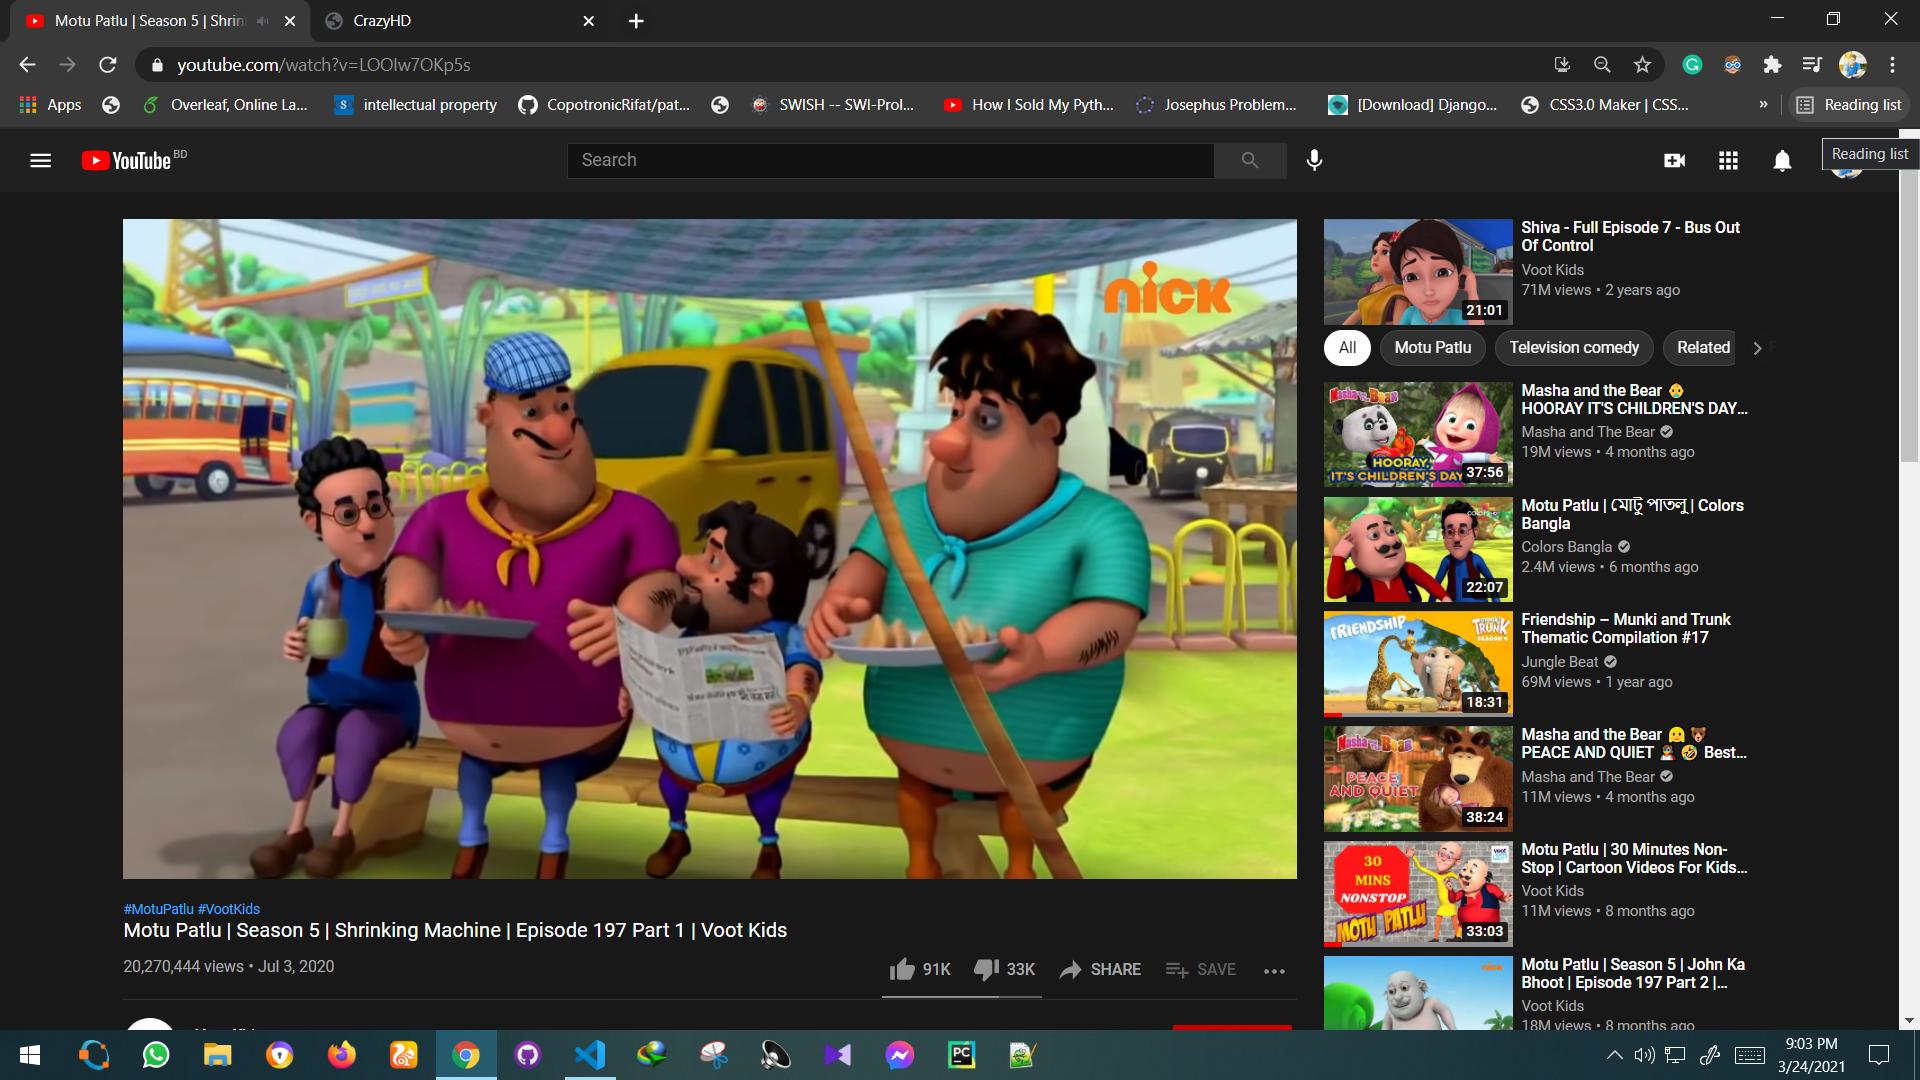 Motu Patlu | Season 5 | Shrin
CrazyHD
youtube.com/watch?v=LOOIw7OKp5s
Apps
Overleaf, Online La...
intellectual property
CopotronicRifat/pat...
SWISH -- SWI-Prol...
How I Sold My Pyth...
Josephus Problem...
[Download] Django...
CSS3.0 Maker | CSS...
»
Reading list
YouTube BD
Search
Reading list
nick
#MotuPatlu #VootKids
Motu Patlu | Season 5 | Shrinking Machine | Episode 197 Part 1 | Voot Kids
20,270,444 views • Jul 3, 2020
91K
33K
SHARE
SAVE
Shiva - Full Episode 7 - Bus Out
Of Control
Voot Kids
71M views • 2 years ago
21:01
All
Motu Patlu
Television comedy
Related
Masha and the Bear 👶
HOORAY IT'S CHILDREN'S DAY...
Masha and The Bear
19M views • 4 months ago
Masha and the Bear
HOORAY,
IT'S CHILDREN'S DAY
37:56
Motu Patlu | মোটু পাতলু | Colors
Bangla
Colors Bangla
2.4M views • 6 months ago
22:07
Friendship – Munki and Trunk
Thematic Compilation #17
Jungle Beat
69M views • 1 year ago
FRIENDSHIP
MUNKI TRUNK
18:31
Masha and the Bear 👱‍♀️🐻
PEACE AND QUIET 🤣 Best...
Masha and The Bear
11M views • 4 months ago
Masha and the Bear
PEACE
AND QUIET
38:24
Motu Patlu | 30 Minutes Non-
Stop | Cartoon Videos For Kids...
Voot Kids
11M views • 8 months ago
30
MINS
NONSTOP
MOTU PATLU
voot
33:03
Motu Patlu | Season 5 | John Ka
Bhoot | Episode 197 Part 2 |...
Voot Kids
18M views • 8 months ago
nick
9:03 PM
3/24/2021